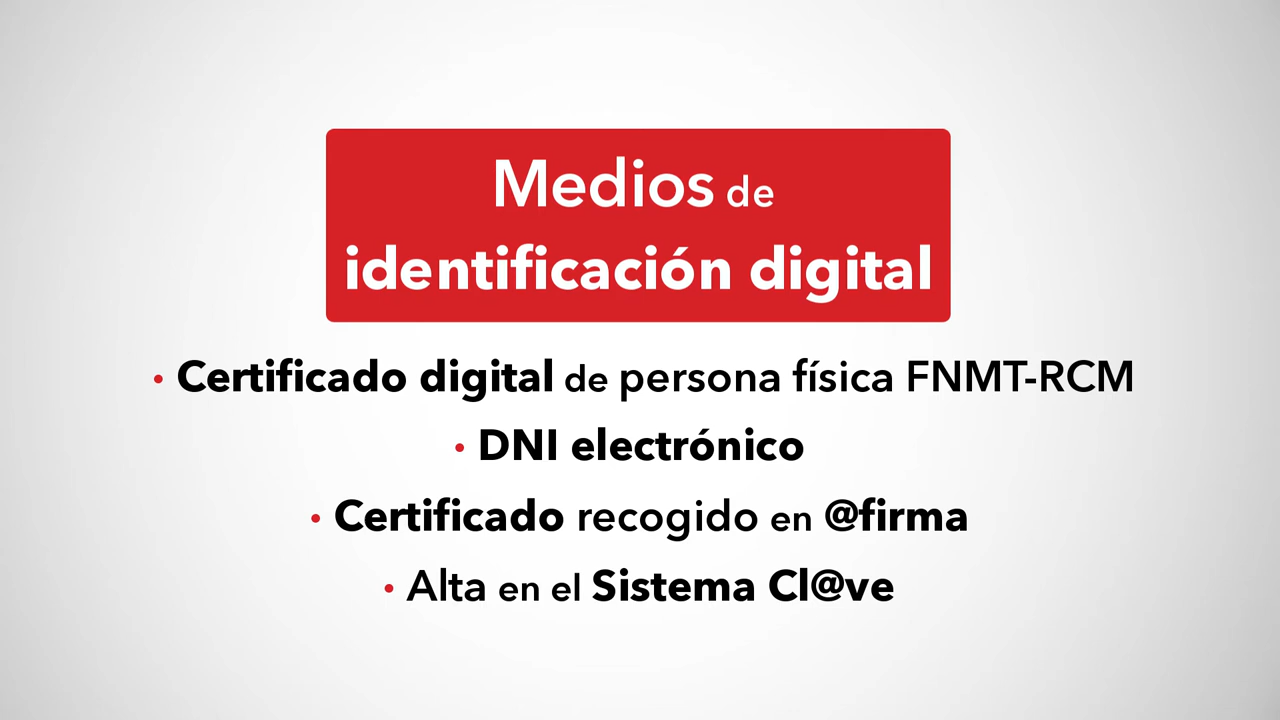 Medios de
identificación digital
• Certificado digital de persona física FNMT-RCM
• DNI electrónico
• Certificado recogido en @firma
• Alta en el Sistema Cl@ve